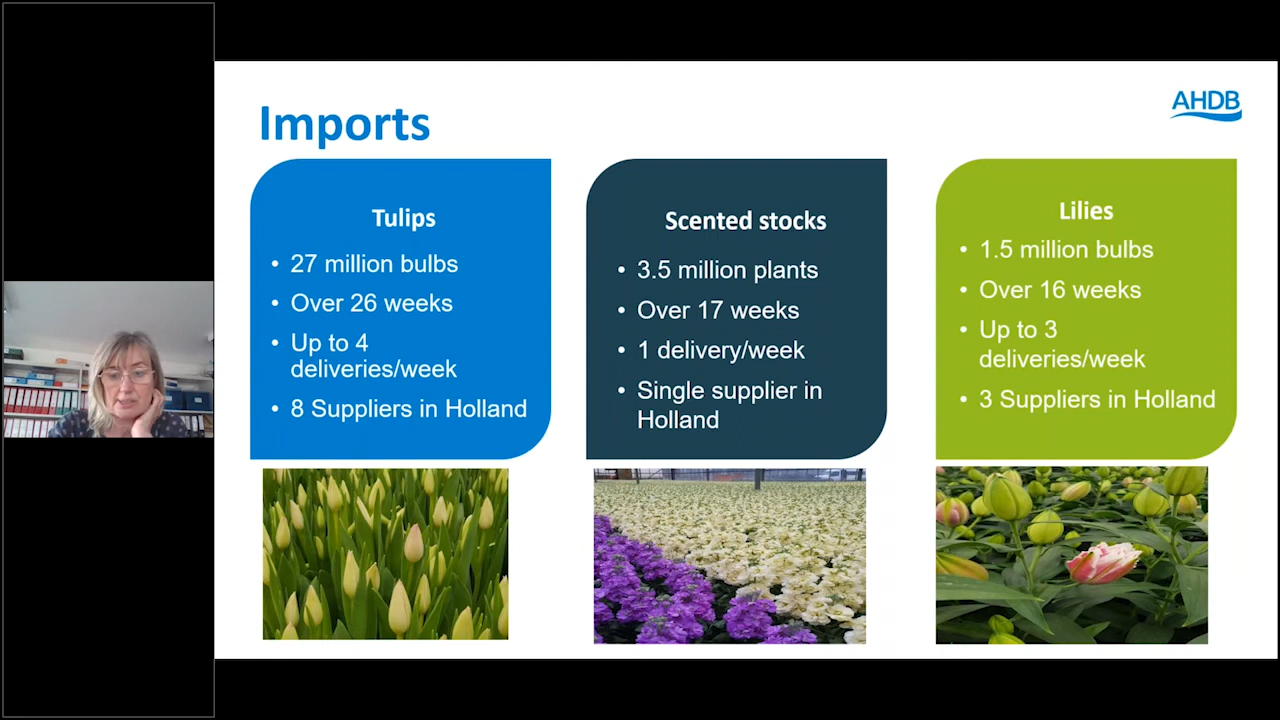 Imports
AHDB
Tulips
• 27 million bulbs
• Over 26 weeks
• Up to 4
deliveries/week
• 8 Suppliers in Holland
Scented stocks
• 3.5 million plants
• Over 17 weeks
• 1 delivery/week
• Single supplier in
Holland
Lilies
• 1.5 million bulbs
• Over 16 weeks
• Up to 3
deliveries/week
• 3 Suppliers in Holland